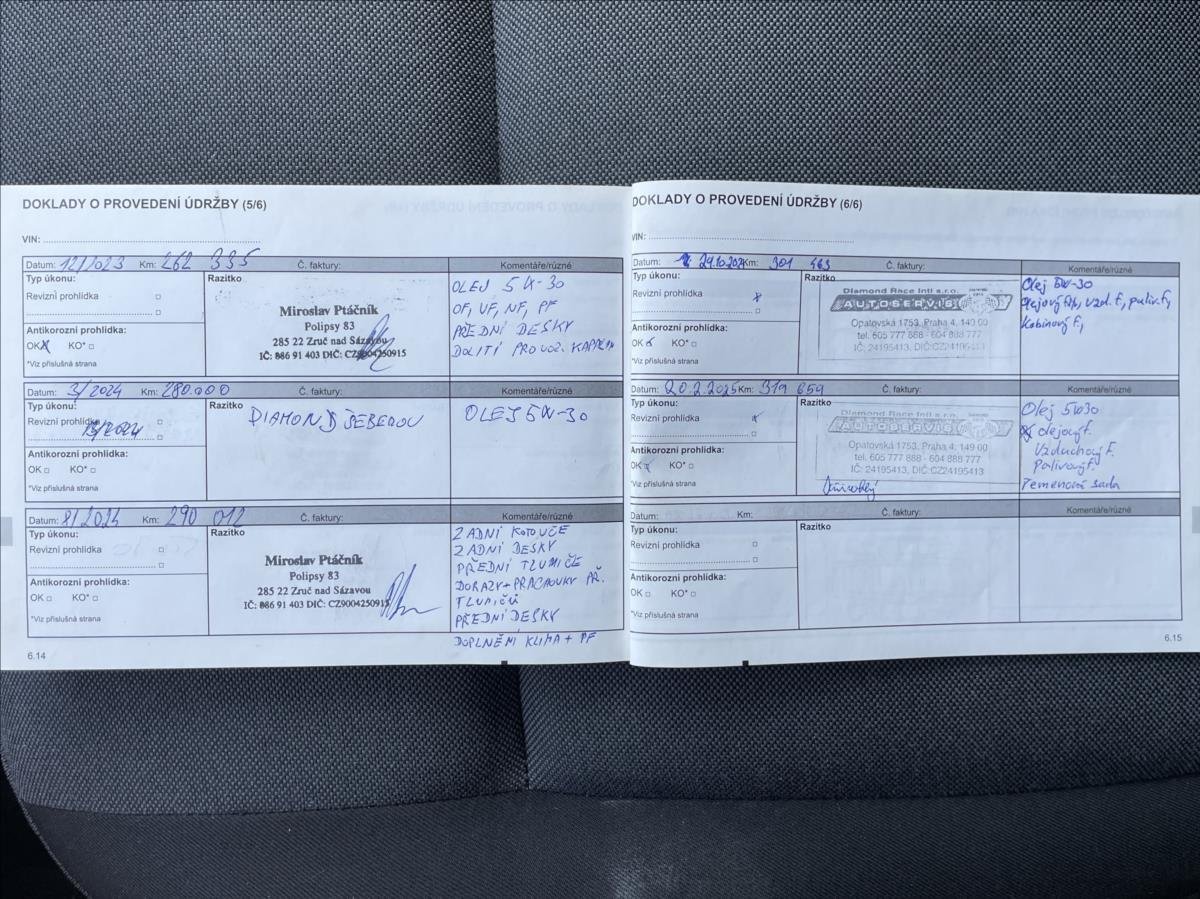 DOKLADY O PROVEDENÍ ÚDRŽBY (5/6)
VIN:
Datum: 12/2023 Km: 262 335 Č. faktury: Komentáře/různé
Typ úkonu: Razítko
Revizní prohlídka
Antikorozní prohlídka:
OK X KO*
*Viz příslušná strana
Miroslav Ptáčník
Polipsy 83
285 22 Zruč nad Sázavou
IČ: 886 91 403 DIČ: CZ9004250915
OLEJ 5W-30
OF, VF, NF, PF
PŘEDNÍ DESKY
DOLITÍ PROVOZ. KAPALIN
Datum: 3/2024 Km: 280.000 Č. faktury: Komentáře/různé
Typ úkonu: Razítko
Revizní prohlídka
3/2024
Antikorozní prohlídka:
OK KO*
*Viz příslušná strana
DIAMOND ŠEBEROV
OLEJ 5W-30
Datum: 8/2024 Km: 290 012 Č. faktury: Komentáře/různé
Typ úkonu: Razítko
Revizní prohlídka
Antikorozní prohlídka:
OK KO*
*Viz příslušná strana
Miroslav Ptáčník
Polipsy 83
285 22 Zruč nad Sázavou
IČ: 886 91 403 DIČ: CZ9004250915
ZADNÍ KOTOUČE
ZADNÍ DESKY
PŘEDNÍ TLUMIČE
DORAZY + PRACHOVKY PŘ.
TLUMIČŮ
PŘEDNÍ DESKY
DOPLNĚNÍ KLIMA + PF
6.14
DOKLADY O PROVEDENÍ ÚDRŽBY (6/6)
VIN:
Datum: 29.10.2024 Km: 301 463 Č. faktury: Komentáře/různé
Typ úkonu: Razítko
Revizní prohlídka x
Antikorozní prohlídka:
OK x KO*
*Viz příslušná strana
Diamond Race Intl s.r.o.
AUTOSERVIS
Opatovská 1753, Praha 4, 149 00
tel. 605 777 888 - 604 888 777
IČ: 24195413, DIČ:CZ24195413
Olej 5W-30
olejový f., vzd. f., paliv. f,
Kabinový f,
Datum: 20.2.2025 Km: 319 659 Č. faktury: Komentáře/různé
Typ úkonu: Razítko
Revizní prohlídka x
Antikorozní prohlídka:
OK x KO*
*Viz příslušná strana
Diamond Race Intl s.r.o.
AUTOSERVIS
Opatovská 1753, Praha 4, 149 00
tel. 605 777 888 - 604 888 777
IČ: 24195413, DIČ:CZ24195413
Olej 5W30
olejový f.
Vzduchový f.
Palivový f.
řemenová sada
Datum: Km: Č. faktury: Komentáře/různé
Typ úkonu: Razítko
Revizní prohlídka
Antikorozní prohlídka:
OK KO*
*Viz příslušná strana
6.15